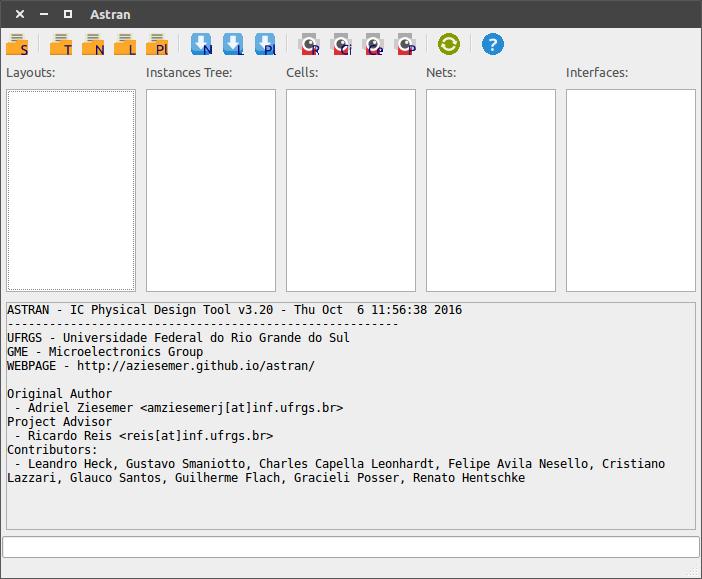 Astran
S T N L Pl N L Pl R Ci Ce P ?
Layouts: Instances Tree: Cells: Nets: Interfaces:
ASTRAN - IC Physical Design Tool v3.20 - Thu Oct  6 11:56:38 2016
--------------------------------------------------------
UFRGS - Universidade Federal do Rio Grande do Sul
GME - Microelectronics Group
WEBPAGE - http://aziesemer.github.io/astran/
Original Author
 - Adriel Ziesemer <amziesemerj[at]inf.ufrgs.br>
Project Advisor
 - Ricardo Reis <reis[at]inf.ufrgs.br>
Contributors:
 - Leandro Heck, Gustavo Smaniotto, Charles Capella Leonhardt, Felipe Avila Nesello, Cristiano
Lazzari, Glauco Santos, Guilherme Flach, Gracieli Posser, Renato Hentschke